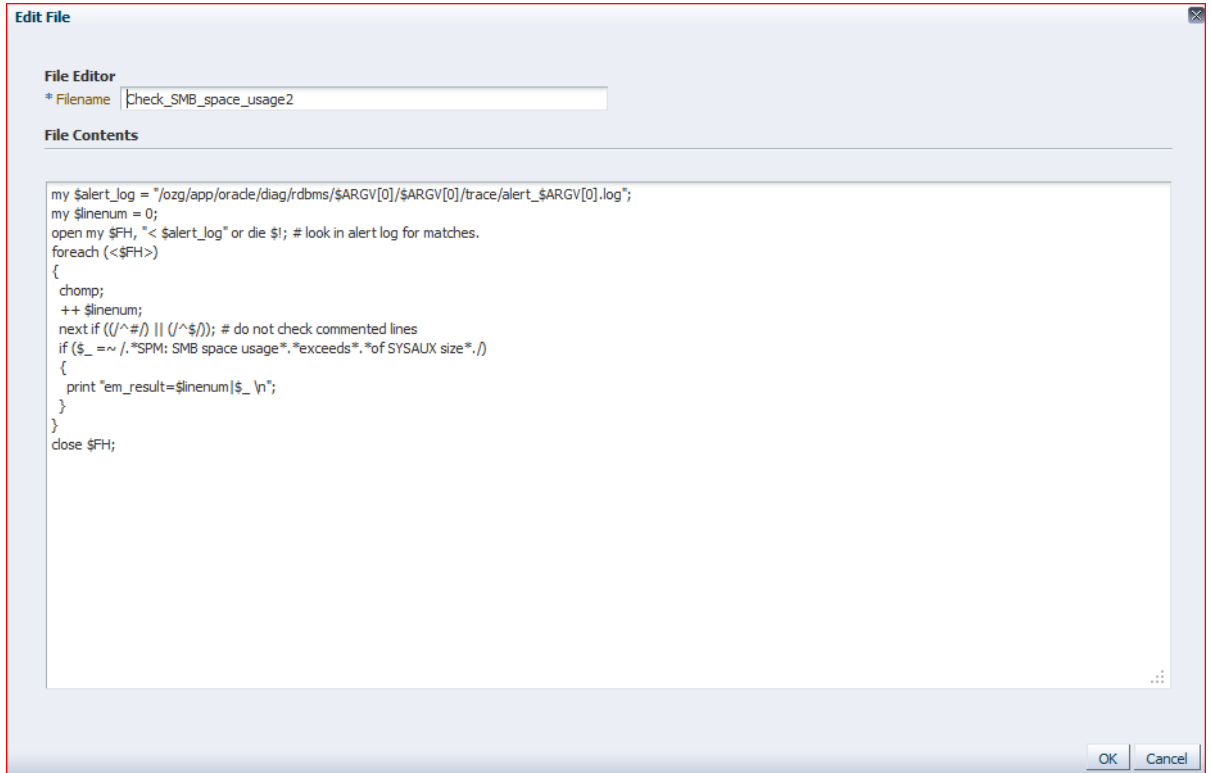 Edit File
File Editor
* Filename Check_SMB_space_usage2
File Contents
my $alert_log = "/ozg/app/oracle/diag/rdbms/$ARGV[0]/$ARGV[0]/trace/alert_$ARGV[0].log";
my $linenum = 0;
open my $FH, "< $alert_log" or die $!; # look in alert log for matches.
foreach (<$FH>)
{
chomp;
++ $linenum;
next if ((/^#/) || (/^$/)); # do not check commented lines
if ($_ =~ /.*SPM: SMB space usage*.*exceeds*.*of SYSAUX size*./)
{
print "em_result=$linenum|$_ \n";
}
}
close $FH;
OK Cancel